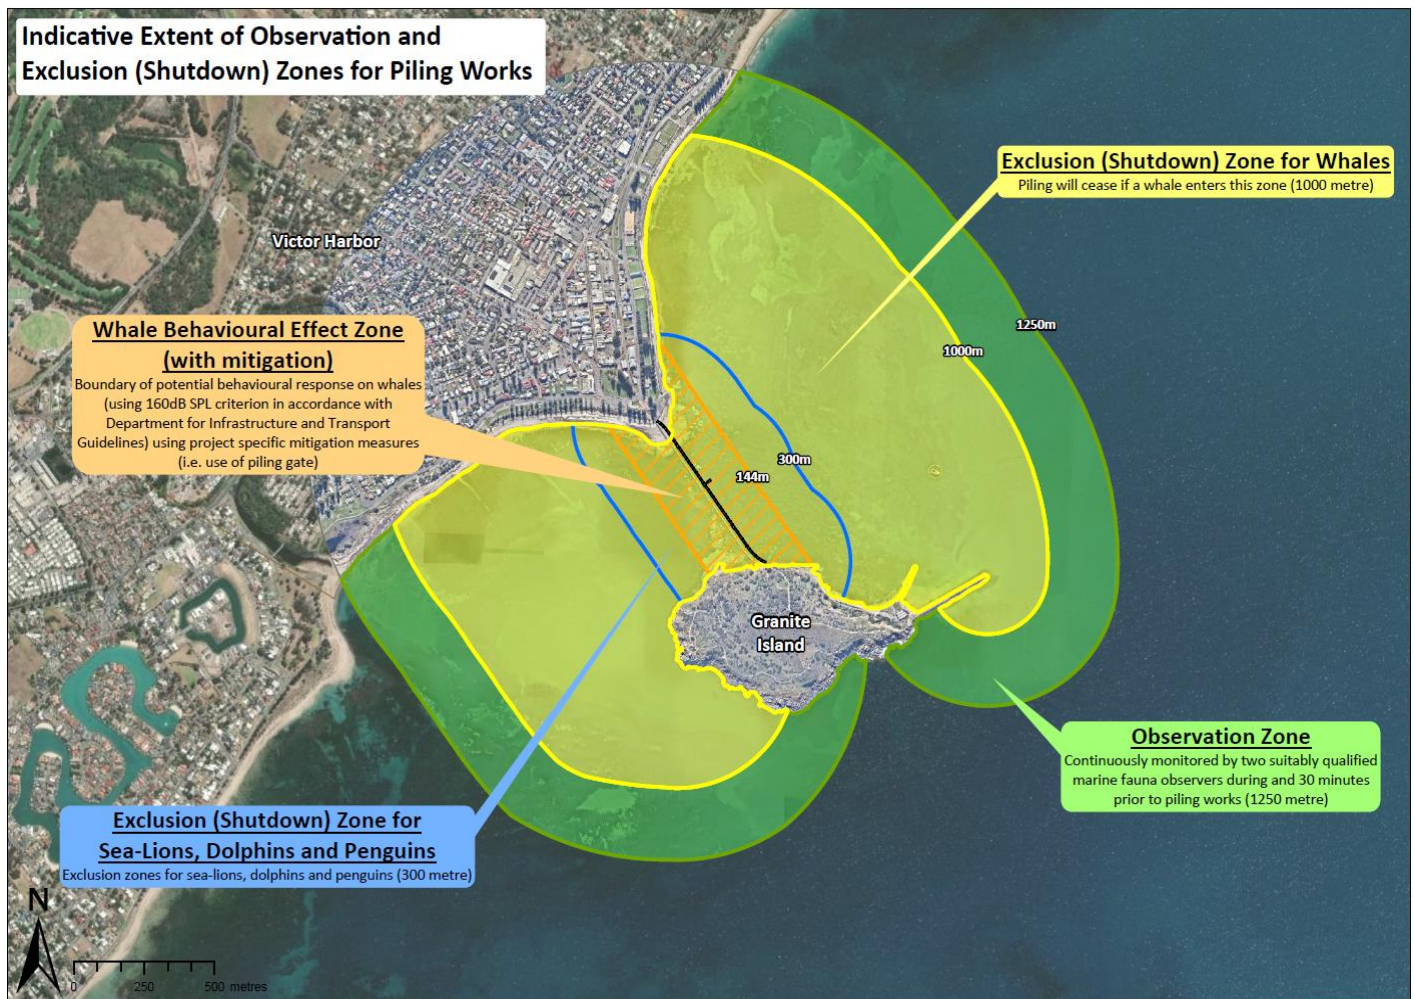 Indicative Extent of Observation and
Exclusion (Shutdown) Zones for Piling Works
Exclusion (Shutdown) Zone for Whales
Piling will cease if a whale enters this zone (1000 metre)
Victor Harbor
Whale Behavioural Effect Zone
(with mitigation)
Boundary of potential behavioural response on whales
(using 160dB SPL criterion in accordance with
Department for Infrastructure and Transport
Guidelines) using project specific mitigation measures
(i.e. use of piling gate)
1250m
1000m
300m
144m
Granite
Island
Observation Zone
Continuously monitored by two suitably qualified
marine fauna observers during and 30 minutes
prior to piling works (1250 metre)
Exclusion (Shutdown) Zone for
Sea-Lions, Dolphins and Penguins
Exclusion zones for sea-lions, dolphins and penguins (300 metre)
N
0 250 500 metres